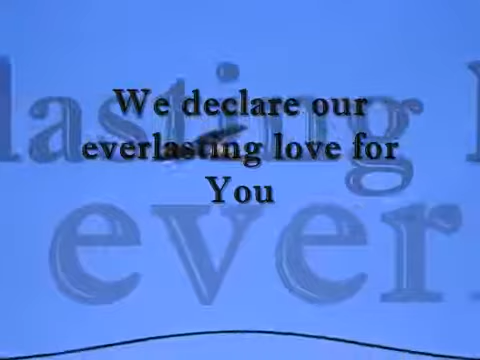 We declare our
everlasting love for
You
lasting
ever